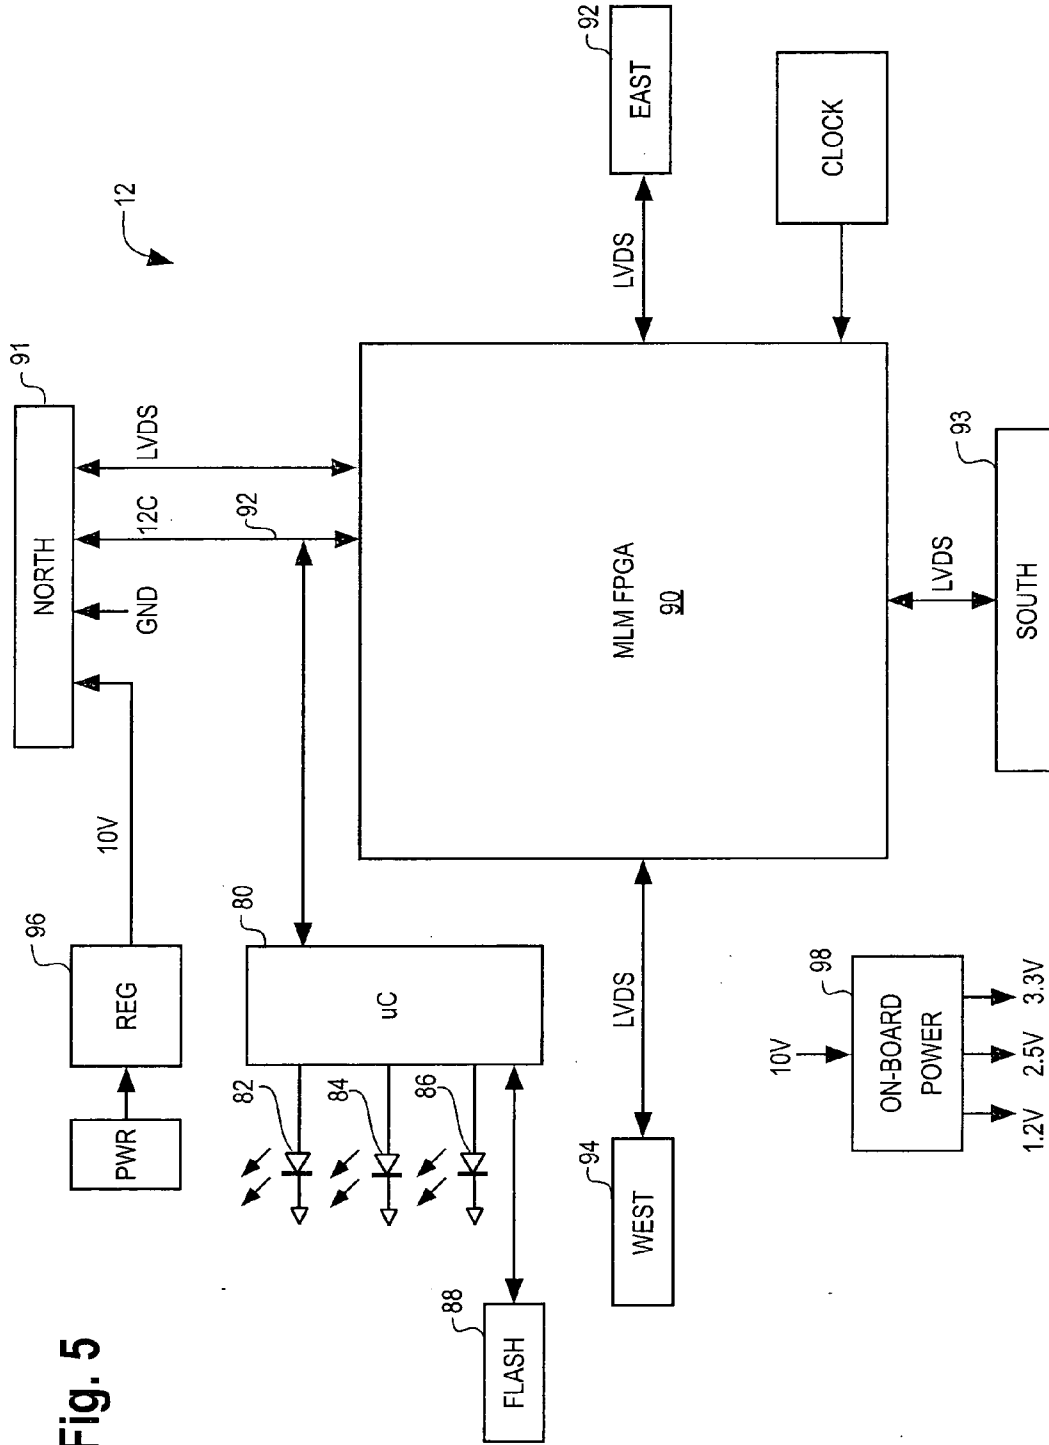 Fig. 5
PWR
REG
96
10V
NORTH
91
GND
12C
LVDS
92
12
80
82
84
86
uC
88
FLASH
94
WEST
LVDS
MLM FPGA
90
LVDS
EAST
92
CLOCK
10V
98
ON-BOARD
POWER
1.2V
2.5V
3.3V
LVDS
93
SOUTH